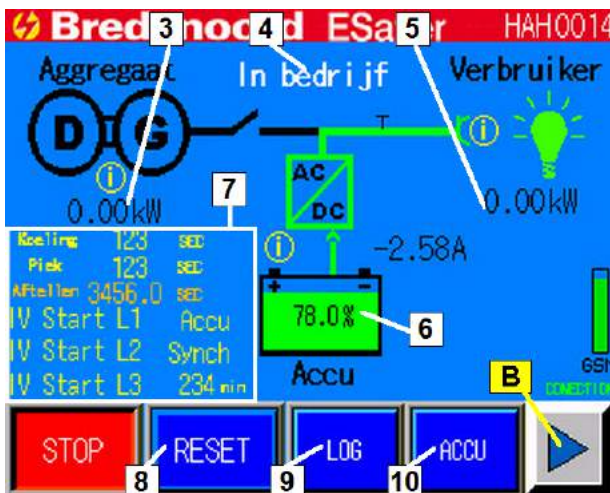 Bredenoord ESaver HAH0014
3 4 5
Aggregaat In bedrijf Verbruiker
D G
T
i i
AC
DC
7
0.00kW 0.00kW
i -2.58A
Koeling 123 SEC
Piek 123 SEC
Aftellen 3456.0 SEC
+ -
78.0% 6
IV Start L1 Accu
IV Start L2 Synch
IV Start L3 234 min
Accu
B
GSM
CONECTION
STOP RESET LOG ACCU
8 9 10